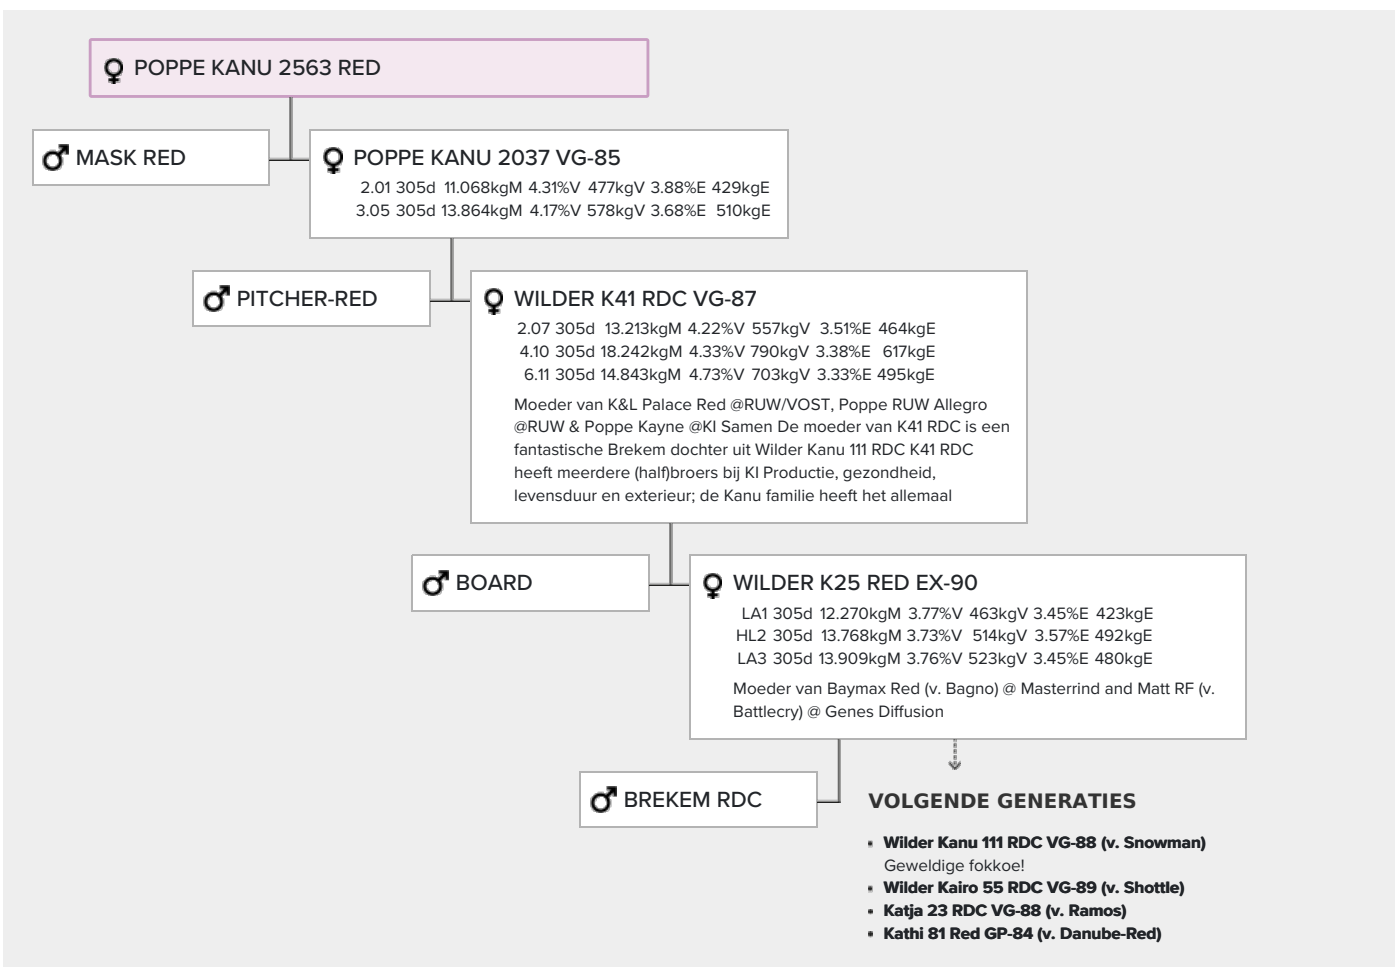 POPPE KANU 2563 RED
MASK RED
POPPE KANU 2037 VG-85
2.01 305d 11.068kgM 4.31%V 477kgV 3.88%E 429kgE
3.05 305d 13.864kgM 4.17%V 578kgV 3.68%E 510kgE
PITCHER-RED
WILDER K41 RDC VG-87
2.07 305d 13.213kgM 4.22%V 557kgV 3.51%E 464kgE
4.10 305d 18.242kgM 4.33%V 790kgV 3.38%E 617kgE
6.11 305d 14.843kgM 4.73%V 703kgV 3.33%E 495kgE
Moeder van K&L Palace Red @RUW/VOST, Poppe RUW Allegro
@RUW & Poppe Kayne @KI Samen De moeder van K41 RDC is een
fantastische Brekem dochter uit Wilder Kanu 111 RDC K41 RDC
heeft meerdere (half)broers bij KI Productie, gezondheid,
levensduur en exterieur; de Kanu familie heeft het allemaal
BOARD
WILDER K25 RED EX-90
LA1 305d 12.270kgM 3.77%V 463kgV 3.45%E 423kgE
HL2 305d 13.768kgM 3.73%V 514kgV 3.57%E 492kgE
LA3 305d 13.909kgM 3.76%V 523kgV 3.45%E 480kgE
Moeder van Baymax Red (v. Bagno) @ Masterrind and Matt RF (v.
Battlecry) @ Genes Diffusion
BREKEM RDC
VOLGENDE GENERATIES
• Wilder Kanu 111 RDC VG-88 (v. Snowman)
Geweldige fokkoe!
• Wilder Kairo 55 RDC VG-89 (v. Shottle)
• Katja 23 RDC VG-88 (v. Ramos)
• Kathi 81 Red GP-84 (v. Danube-Red)